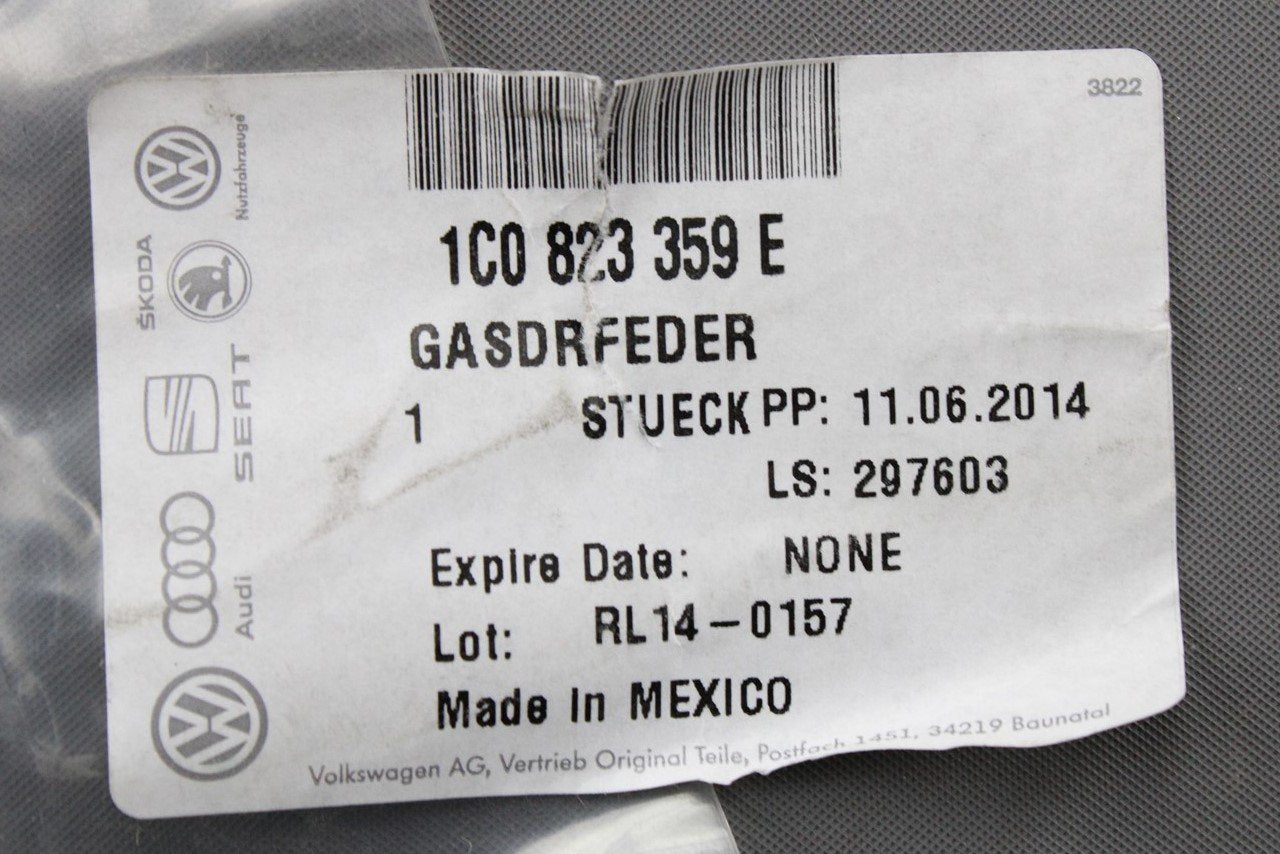 3822
Nutzfahrzeuge
ŠKODA
SEAT
Audi
1C0 823 359 E
GASDRFEDER
1 STUECK PP: 11.06.2014
LS: 297603
Expire Date: NONE
Lot: RL14-0157
Made In MEXICO
Volkswagen AG, Vertrieb Original Teile, Postfach 1451, 34219 Baunatal